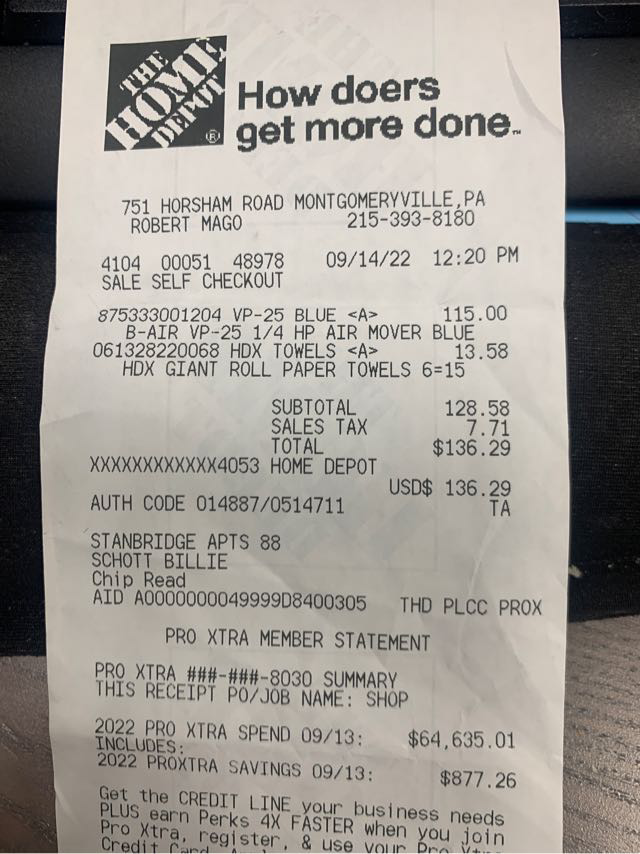 THE
HOME
DEPOT
®
How doers
get more done.™
751 HORSHAM ROAD MONTGOMERYVILLE,PA
ROBERT MAGO 215-393-8180
4104 00051 48978 09/14/22 12:20 PM
SALE SELF CHECKOUT
875333001204 VP-25 BLUE <A> 115.00
B-AIR VP-25 1/4 HP AIR MOVER BLUE
061328220068 HDX TOWELS <A> 13.58
HDX GIANT ROLL PAPER TOWELS 6=15
SUBTOTAL 128.58
SALES TAX 7.71
TOTAL $136.29
XXXXXXXXXXXX4053 HOME DEPOT
USD$ 136.29
AUTH CODE 014887/0514711 TA
STANBRIDGE APTS 88
SCHOTT BILLIE
Chip Read
AID A0000000049999D8400305 THD PLCC PROX
PRO XTRA MEMBER STATEMENT
PRO XTRA ###-###-8030 SUMMARY
THIS RECEIPT PO/JOB NAME: SHOP
2022 PRO XTRA SPEND 09/13: $64,635.01
INCLUDES:
2022 PROXTRA SAVINGS 09/13: $877.26
Get the CREDIT LINE your business needs
PLUS earn Perks 4X FASTER when you join
Pro Xtra, register, & use your Pro Xtra
Credit Card.